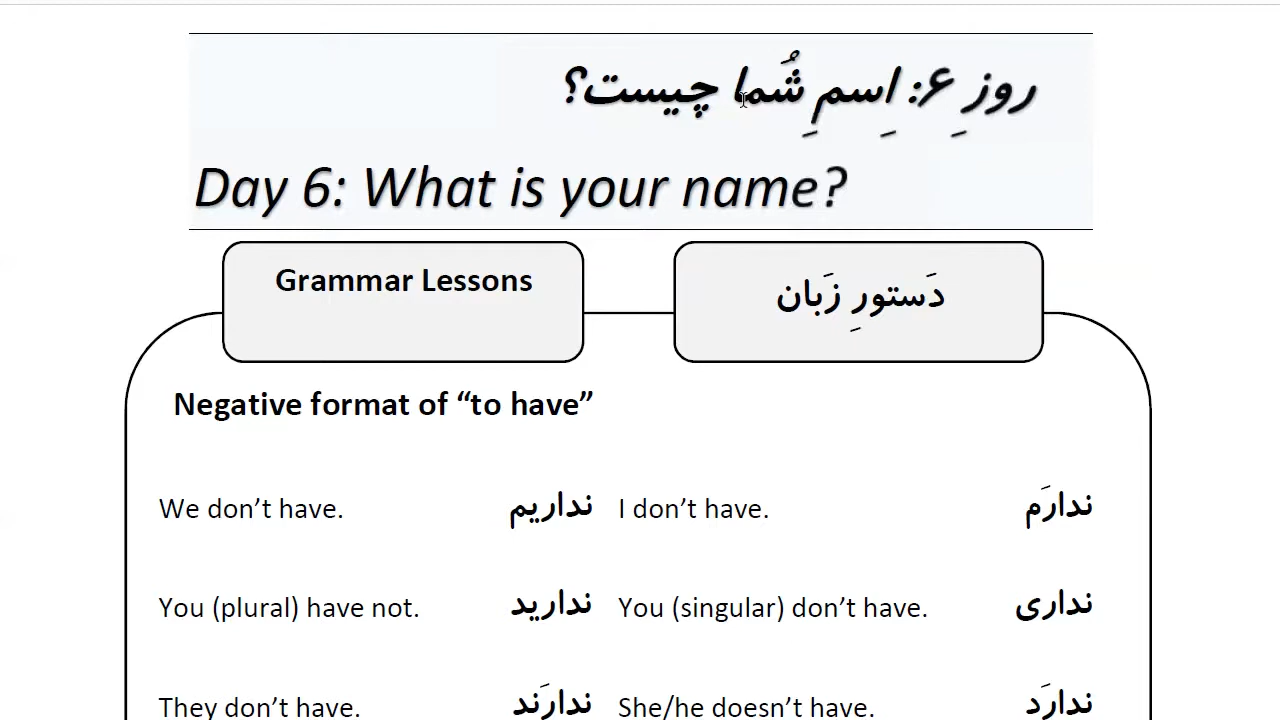 روزِ ۶: اِسمِ شُما چیست؟
Day 6: What is your name?
Grammar Lessons
دَستورِ زَبان
Negative format of “to have”
We don’t have. نداریم I don’t have. ندارَم
You (plural) have not. ندارید You (singular) don’t have. نداری
They don’t have. ندارَند She/he doesn’t have. ندارَد